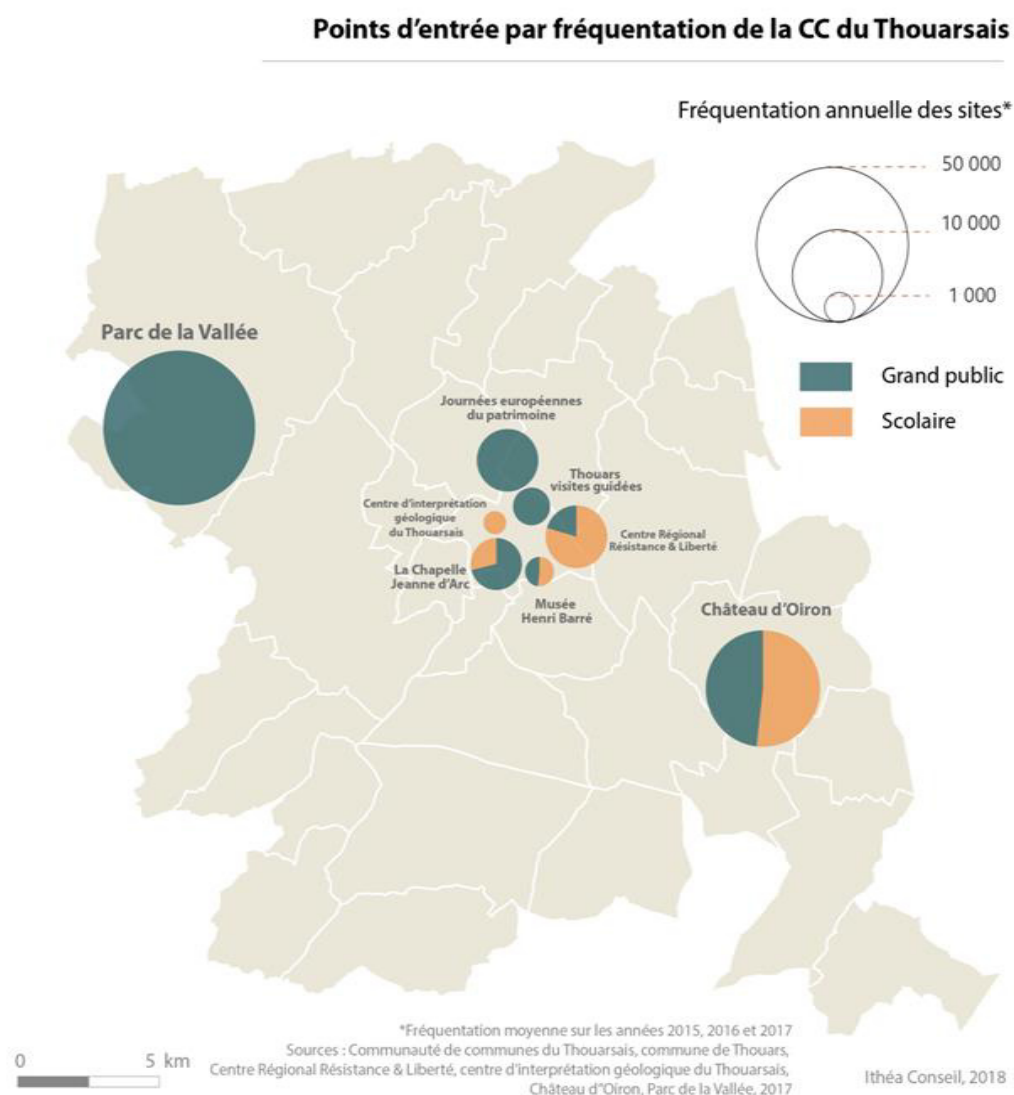 Points d'entrée par fréquentation de la CC du Thouarsais
Fréquentation annuelle des sites*
50 000
10 000
1 000
Grand public
Scolaire
Parc de la Vallée
Journées européennes
du patrimoine
Thouars
visites guidées
Centre d'interprétation
géologique
du Thouarsais
Centre Régional
Résistance & Liberté
La Chapelle
Jeanne d'Arc
Musée
Henri Barré
Château d'Oiron
*Fréquentation moyenne sur les années 2015, 2016 et 2017
Sources : Communauté de communes du Thouarsais, commune de Thouars,
Centre Régional Résistance & Liberté, centre d'interprétation géologique du Thouarsais,
Château d"Oiron, Parc de la Vallée, 2017
0 5 km
Ithéa Conseil, 2018